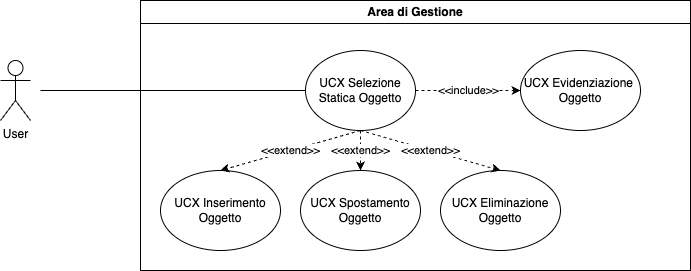 Area di Gestione
UCX Selezione
Statica Oggetto
<<include>>
UCX Evidenziazione
Oggetto
User
<<extend>>
<<extend>>
<<extend>>
UCX Inserimento
Oggetto
UCX Spostamento
Oggetto
UCX Eliminazione
Oggetto